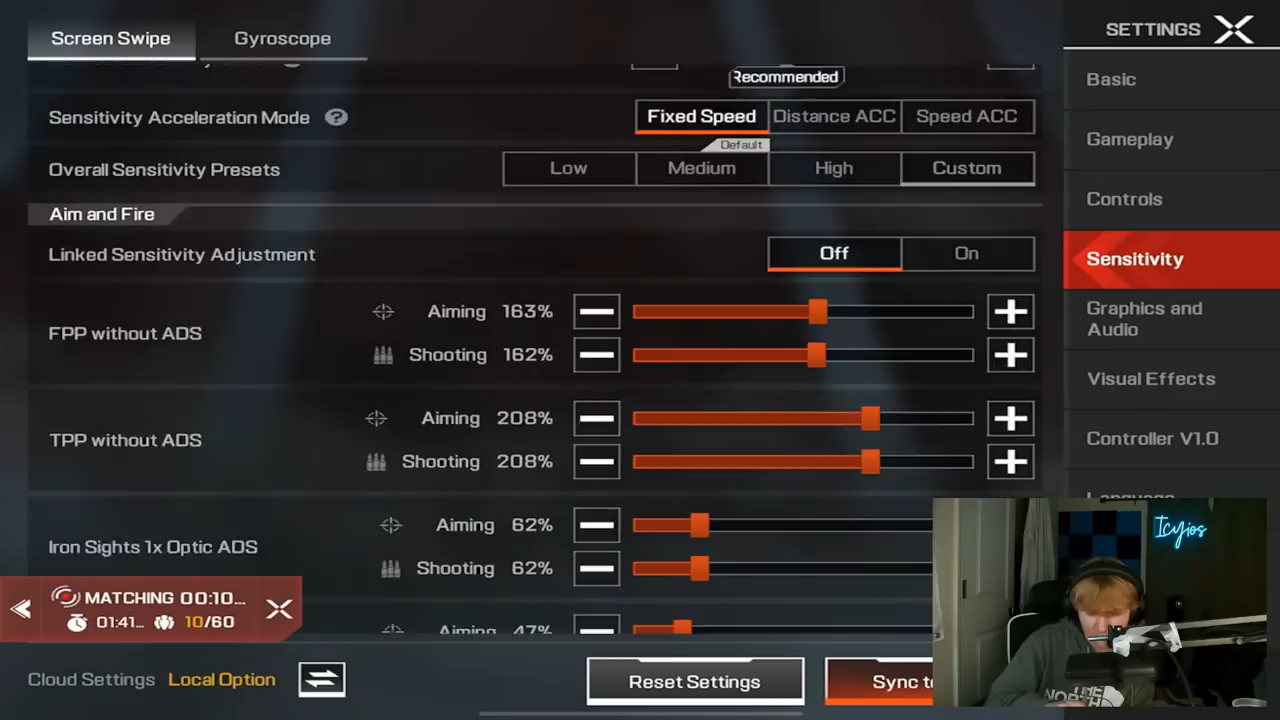 Screen Swipe
Gyroscope
SETTINGS
Recommended
Sensitivity Acceleration Mode ?
Fixed Speed
Distance ACC
Speed ACC
Default
Overall Sensitivity Presets
Low
Medium
High
Custom
Aim and Fire
Linked Sensitivity Adjustment
Off
On
FPP without ADS
Aiming 163%
Shooting 162%
TPP without ADS
Aiming 208%
Shooting 208%
Iron Sights 1x Optic ADS
Aiming 62%
Shooting 62%
Aiming 47%
MATCHING 00:10...
01:41... 10/60
Cloud Settings Local Option
Reset Settings
Sync to
Basic
Gameplay
Controls
Sensitivity
Graphics and
Audio
Visual Effects
Controller V1.0
Language
Icyios
NORTH